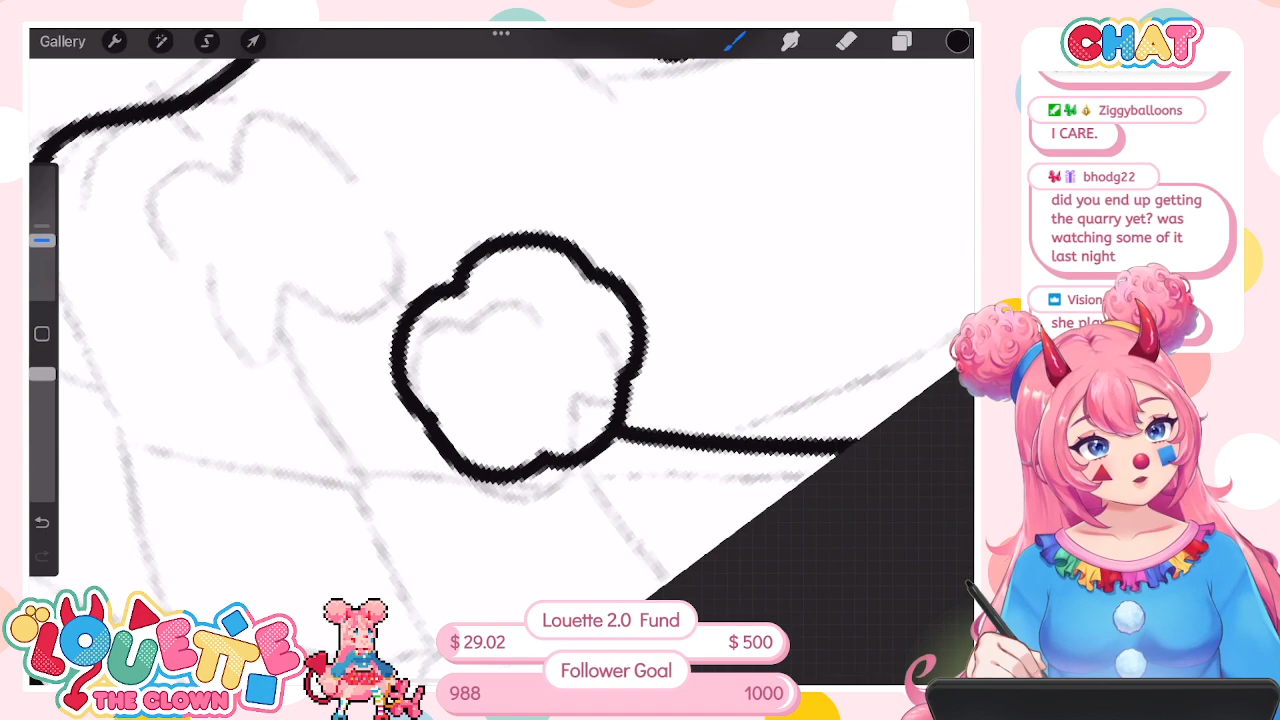 Gallery
CHAT
Ziggyballoons
I CARE.
bhodg22
did you end up getting
the quarry yet? was
watching some of it
last night
Vision
she
LOUETTE
THE CLOWN
Louette 2.0 Fund
$ 29.02
$ 500
Follower Goal
988
1000